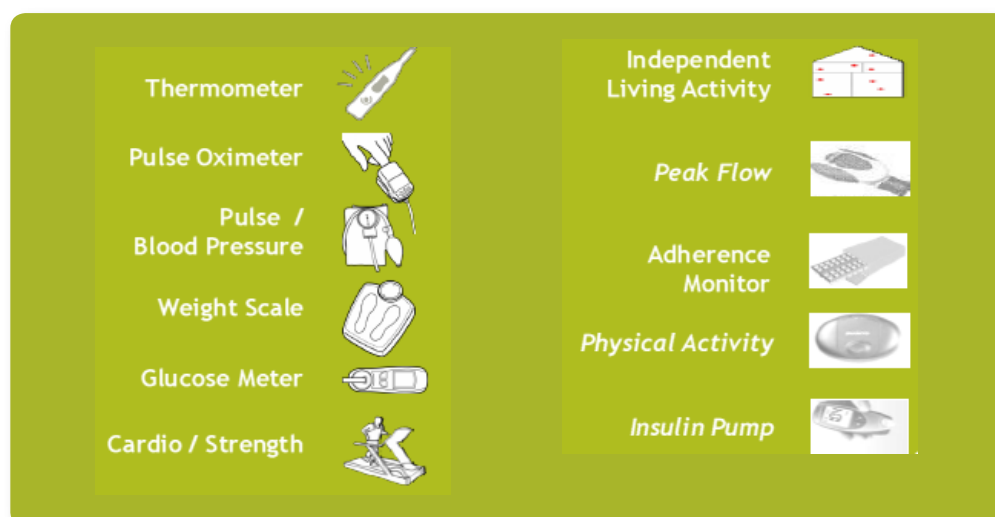 Thermometer
Pulse Oximeter
Pulse /
Blood Pressure
Weight Scale
Glucose Meter
Cardio / Strength
Independent
Living Activity
Peak Flow
Adherence
Monitor
Physical Activity
Insulin Pump